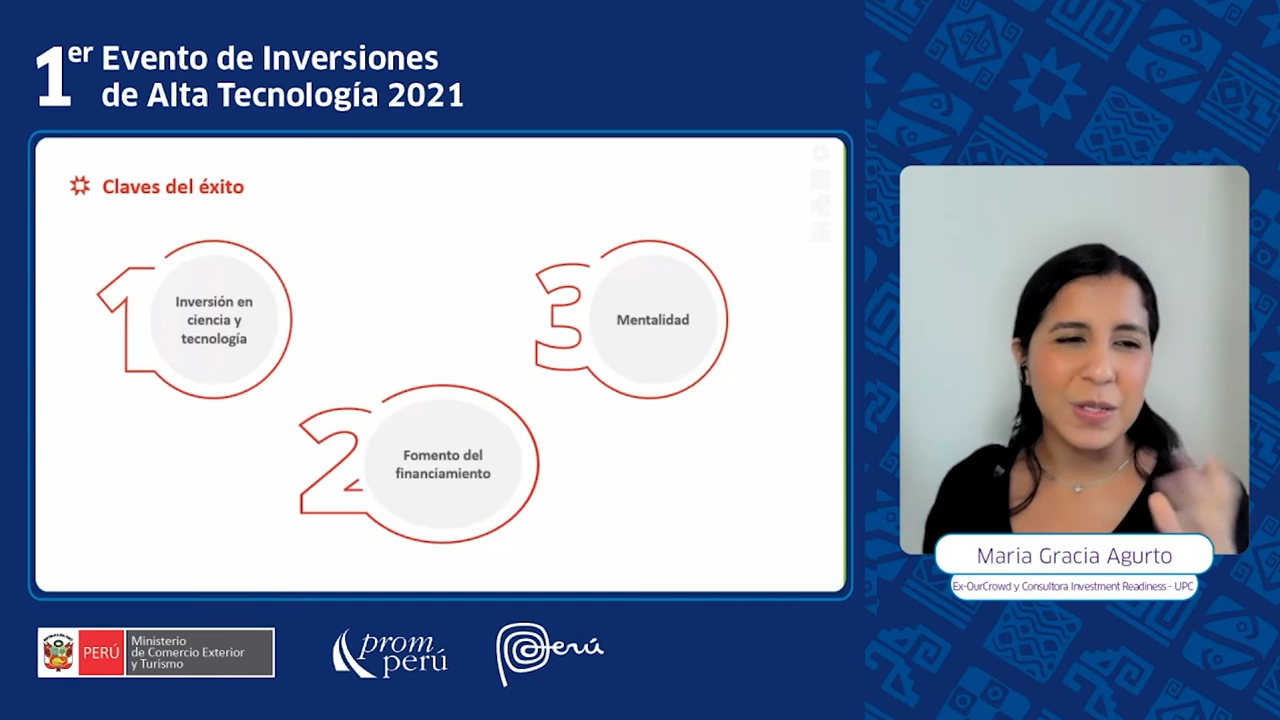 1er Evento de Inversiones
de Alta Tecnología 2021
Claves del éxito
1
Inversión en
ciencia y
tecnología
2
Fomento del
financiamiento
3
Mentalidad
Maria Gracia Agurto
Ex-OurCrowd y Consultora Investment Readiness - UPC
PERÚ
Ministerio
de Comercio Exterior
y Turismo
prom
perú
Perú